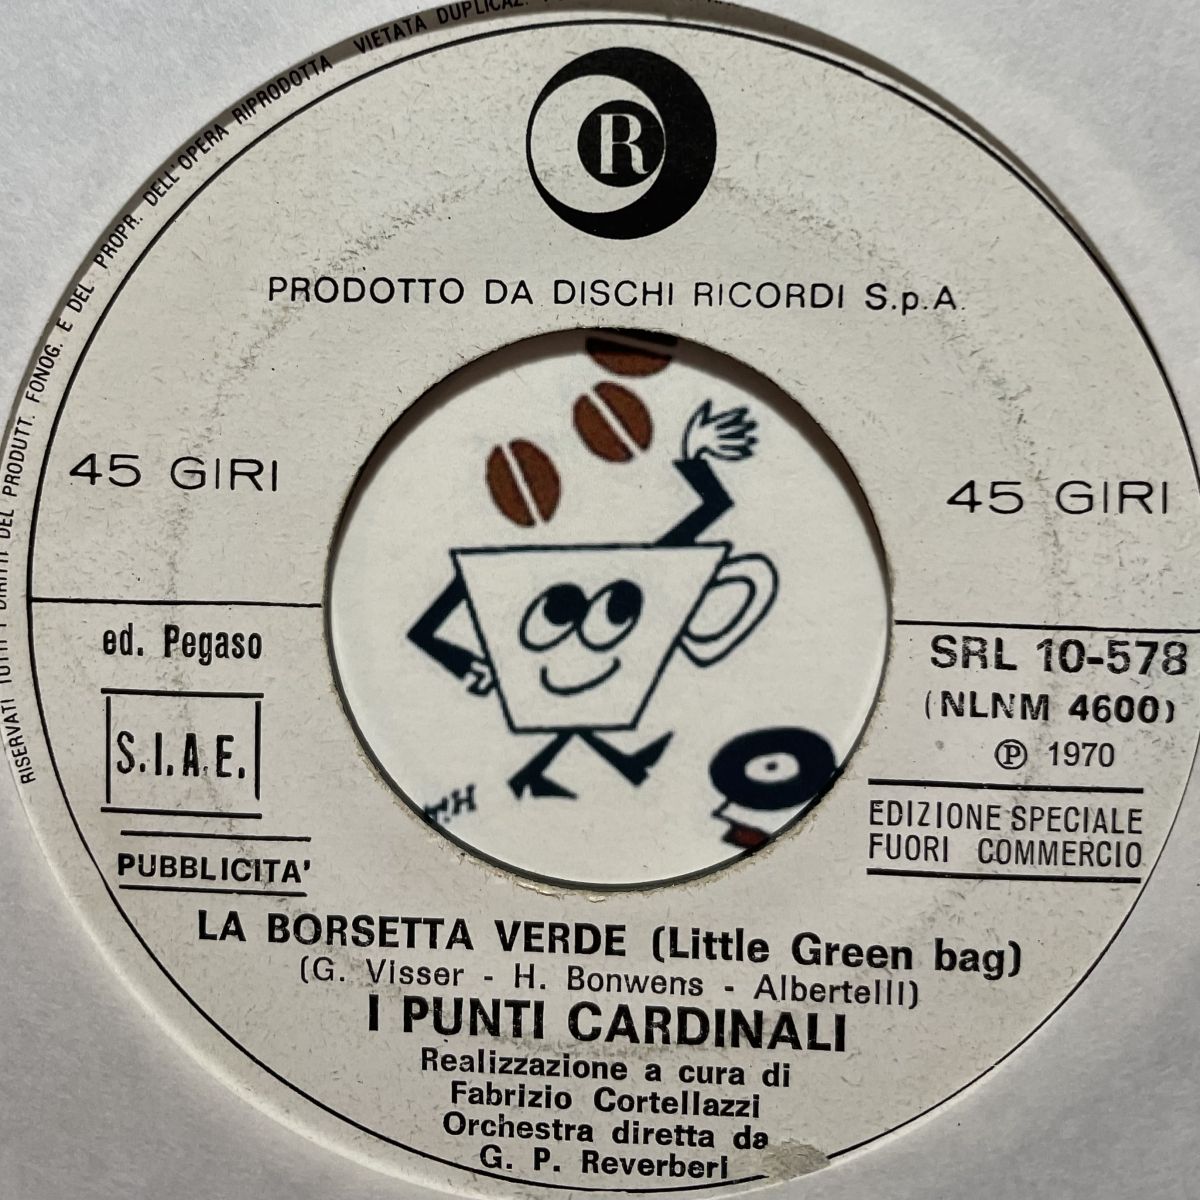 RISERVATI TUTTI I DIRITTI DEL PRODUTT. FONOG. E DEL PROPR. DELL'OPERA RIPRODOTTA VIETATA DUPLICAZ.
R
PRODOTTO DA DISCHI RICORDI S.p.A.
45 GIRI
45 GIRI
ed. Pegaso
S.I.A.E.
PUBBLICITA'
SRL 10-578
(NLNM 4600)
℗ 1970
EDIZIONE SPECIALE
FUORI COMMERCIO
LA BORSETTA VERDE (Little Green bag)
(G. Visser - H. Bonwens - Albertelli)
I PUNTI CARDINALI
Realizzazione a cura di
Fabrizio Cortellazzi
Orchestra diretta da
G. P. Reverberi